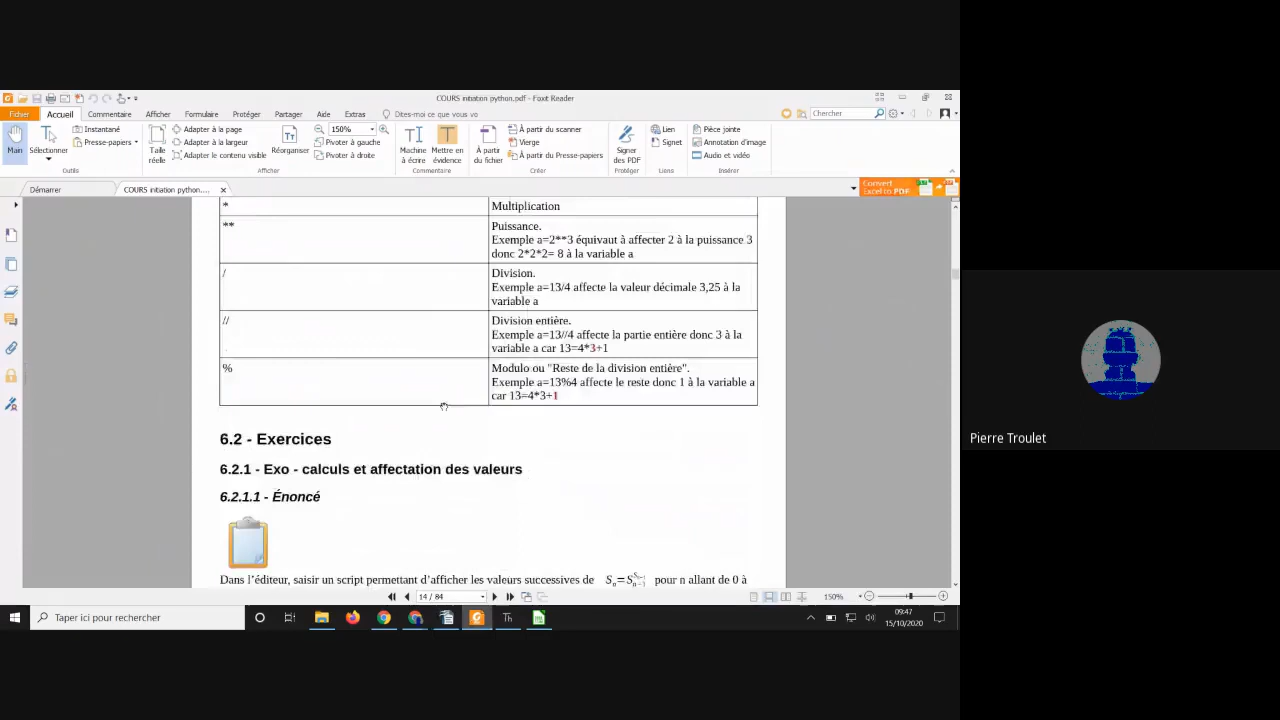 COURS initiation python.pdf - Foxit Reader
Fichier Accueil Commentaire Afficher Formulaire Protéger Partager Aide Extras Dites-moi ce que vous vo Chercher
Main
Sélectionner
Instantané
Presse-papiers
Outils
Taille réelle
Adapter à la page
Adapter à la largeur
Adapter le contenu visible
Réorganiser
150%
Pivoter à gauche
Pivoter à droite
Afficher
Machine à écrire
Mettre en évidence
Commentaire
À partir du fichier
À partir du scanner
Vierge
À partir du Presse-papiers
Créer
Signer des PDF
Protéger
Lien
Signet
Liens
Pièce jointe
Annotation d'image
Audio et vidéo
Insérer
Démarrer COURS initiation python....
Convert
Excel to PDF
* Multiplication
** Puissance.
Exemple a=2**3 équivaut à affecter 2 à la puissance 3
donc 2*2*2= 8 à la variable a
/ Division.
Exemple a=13/4 affecte la valeur décimale 3,25 à la
variable a
// Division entière.
Exemple a=13//4 affecte la partie entière donc 3 à la
variable a car 13=4*3+1
% Modulo ou "Reste de la division entière".
Exemple a=13%4 affecte le reste donc 1 à la variable a
car 13=4*3+1
6.2 - Exercices
6.2.1 - Exo - calculs et affectation des valeurs
6.2.1.1 - Énoncé
Dans l'éditeur, saisir un script permettant d'afficher les valeurs successives de pour n allant de 0 à
14 / 84 150%
Taper ici pour rechercher
09:47
15/10/2020
Pierre Troulet